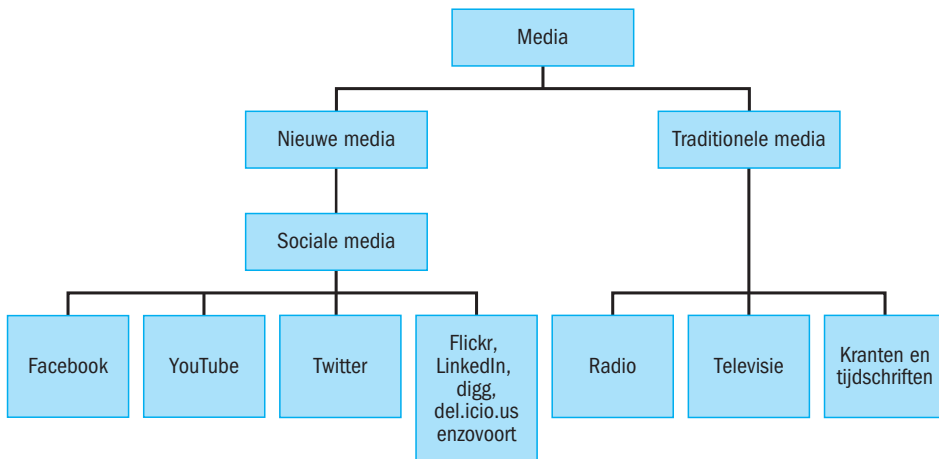 Media
Nieuwe media
Traditionele media
Sociale media
Facebook
YouTube
Twitter
Flickr,
LinkedIn,
digg,
del.icio.us
enzovoort
Radio
Televisie
Kranten en
tijdschriften